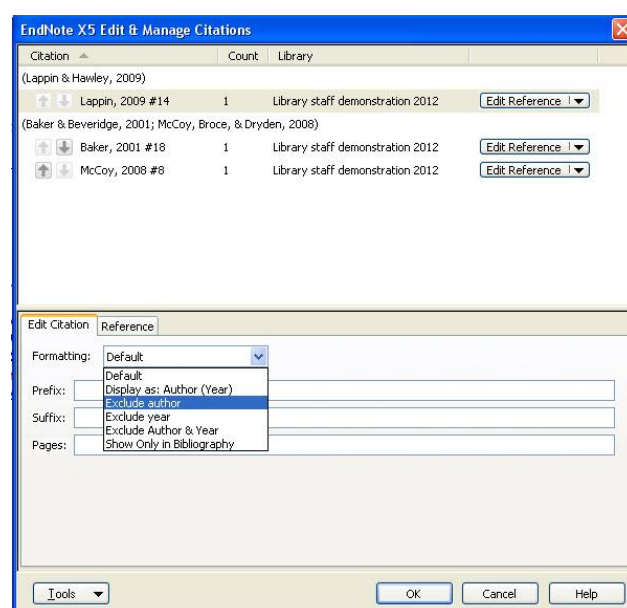 EndNote X5 Edit & Manage Citations
Citation Count Library
(Lappin & Hawley, 2009)
Lappin, 2009 #14 1 Library staff demonstration 2012 Edit Reference
(Baker & Beveridge, 2001; McCoy, Broce, & Dryden, 2008)
Baker, 2001 #18 1 Library staff demonstration 2012 Edit Reference
McCoy, 2008 #8 1 Library staff demonstration 2012 Edit Reference
Edit Citation Reference
Formatting: Default
Default
Prefix: Display as: Author (Year)
Exclude author
Suffix: Exclude year
Exclude Author & Year
Pages: Show Only in Bibliography
Tools OK Cancel Help